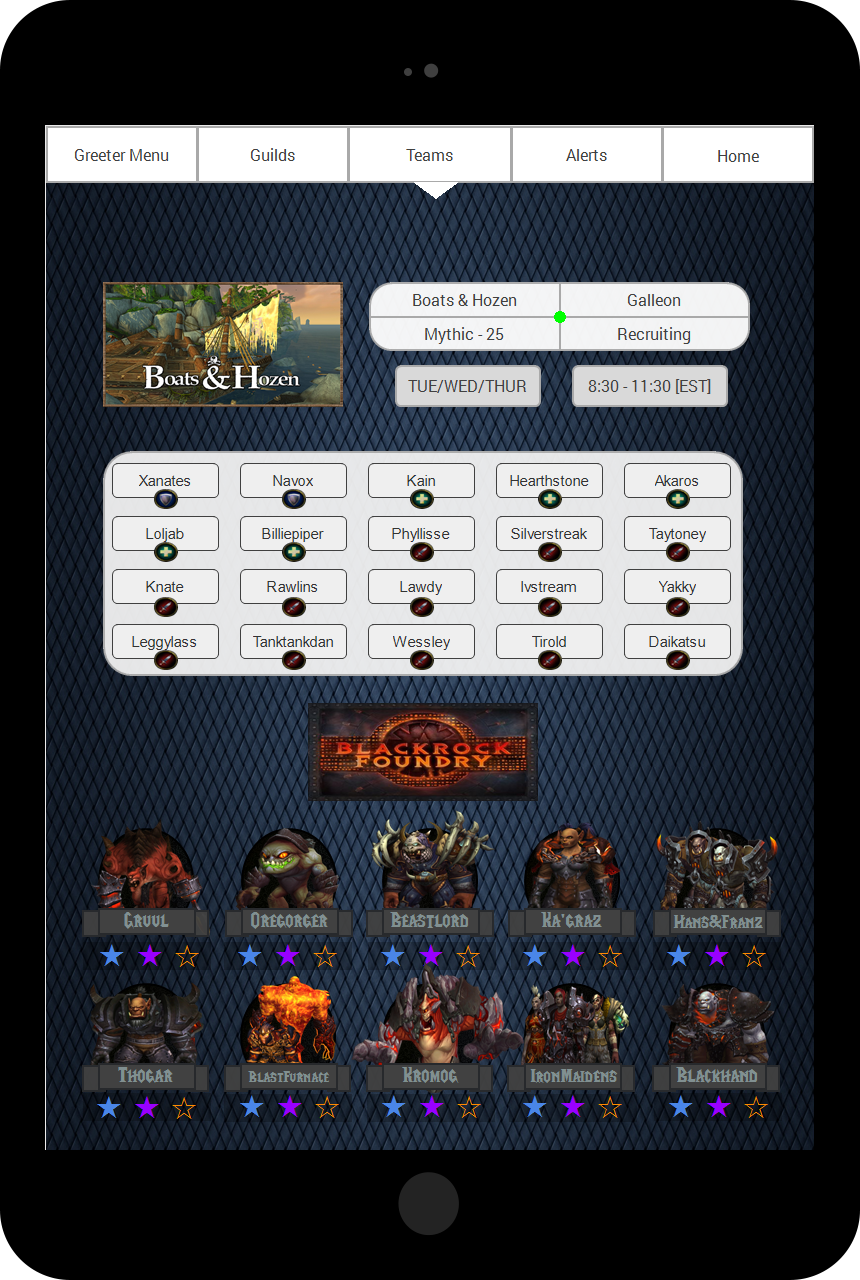 Greeter Menu Guilds Teams Alerts Home
Boats & Hozen Galleon
Mythic - 25 Recruiting
Boats & Hozen
TUE/WED/THUR 8:30 - 11:30 [EST]
Xanates Navox Kain Hearthstone Akaros
Loljab Billiepiper Phyllisse Silverstreak Taytoney
Knate Rawlins Lawdy Ivstream Yakky
Leggylass Tanktankdan Wessley Tirold Daikatsu
BLACKROCK
FOUNDRY
Gruul Oregorger Beastlord Ka'graz Hans&Franz
Thogar BlastFurnace Kromog IronMaidens Blackhand